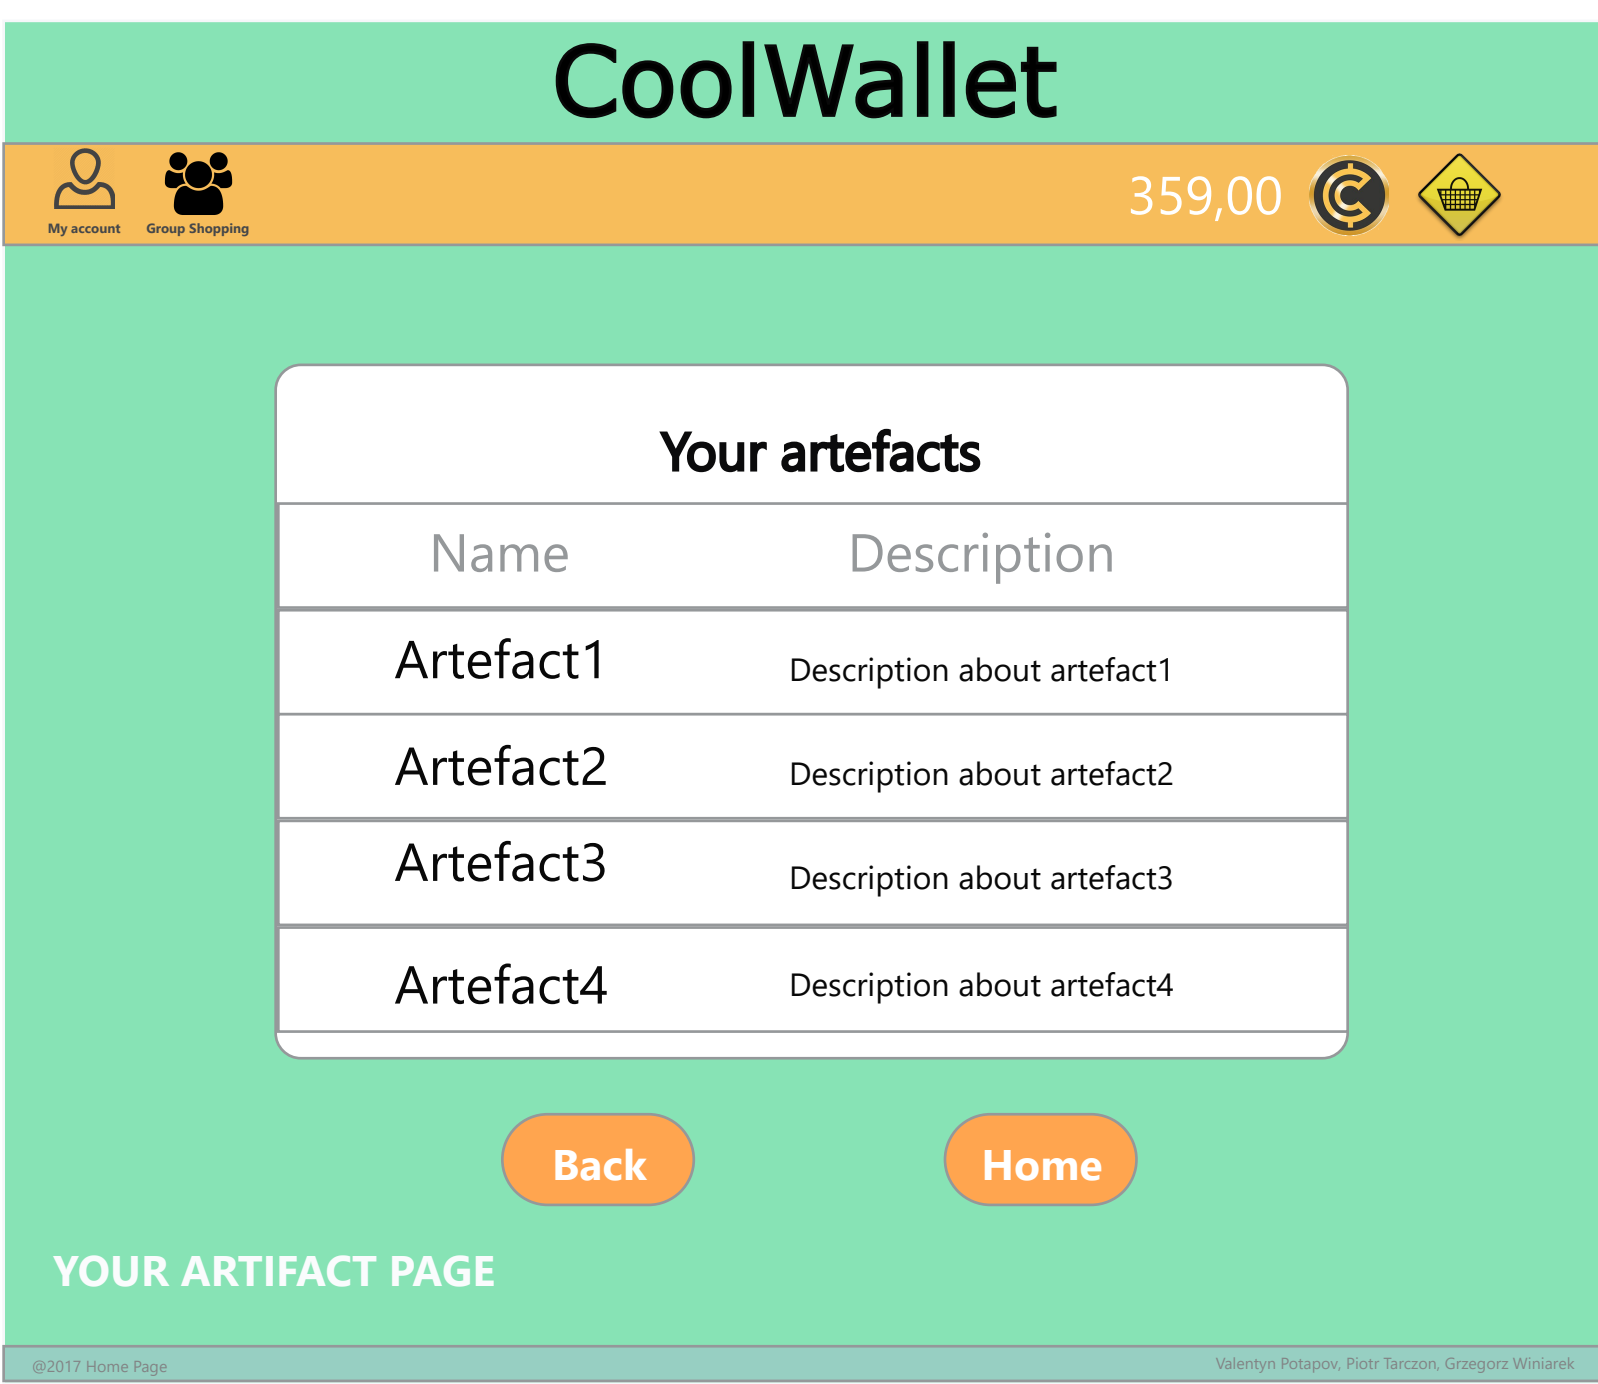 CoolWallet
My account
Group Shopping
359,00
Your artefacts
Name Description
Artefact1 Description about artefact1
Artefact2 Description about artefact2
Artefact3 Description about artefact3
Artefact4 Description about artefact4
Back Home
YOUR ARTIFACT PAGE
@2017 Home Page
Valentyn Potapov, Piotr Tarczon, Grzegorz Winiarek